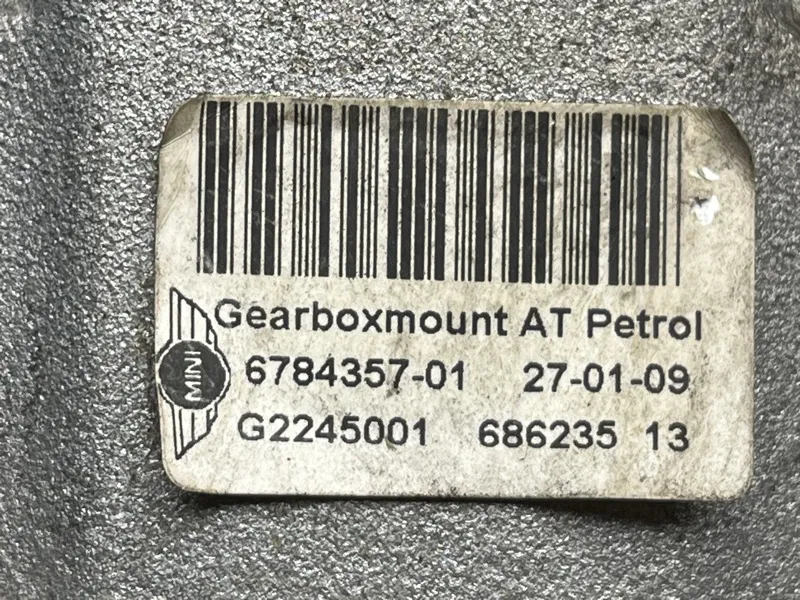 Gearboxmount AT Petrol
MINI
6784357-01 27-01-09
G2245001 686235 13